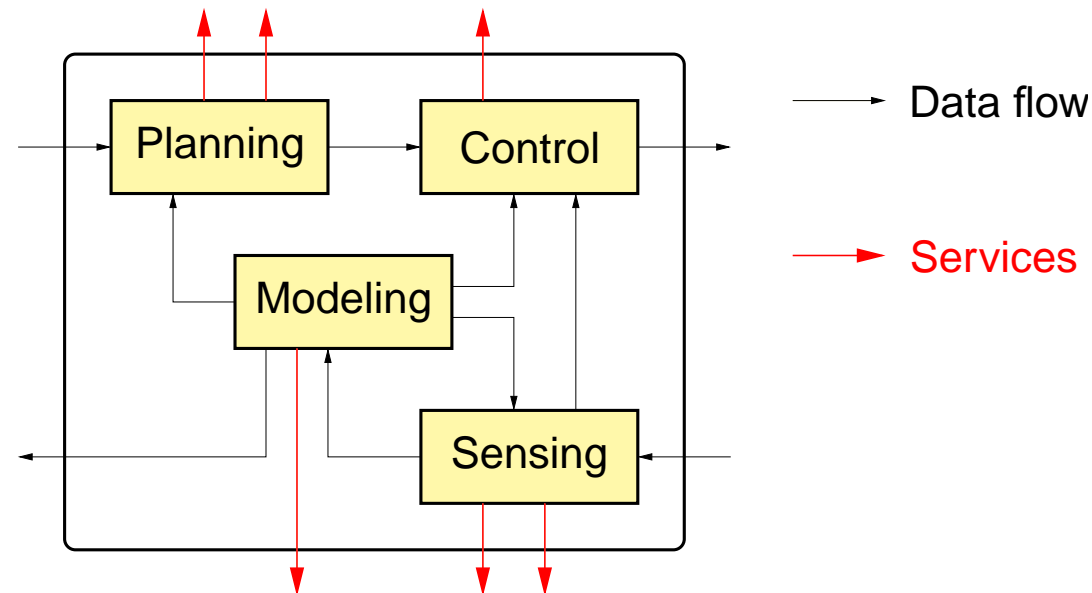 Planning
Control
Data flow
Modeling
Services
Sensing